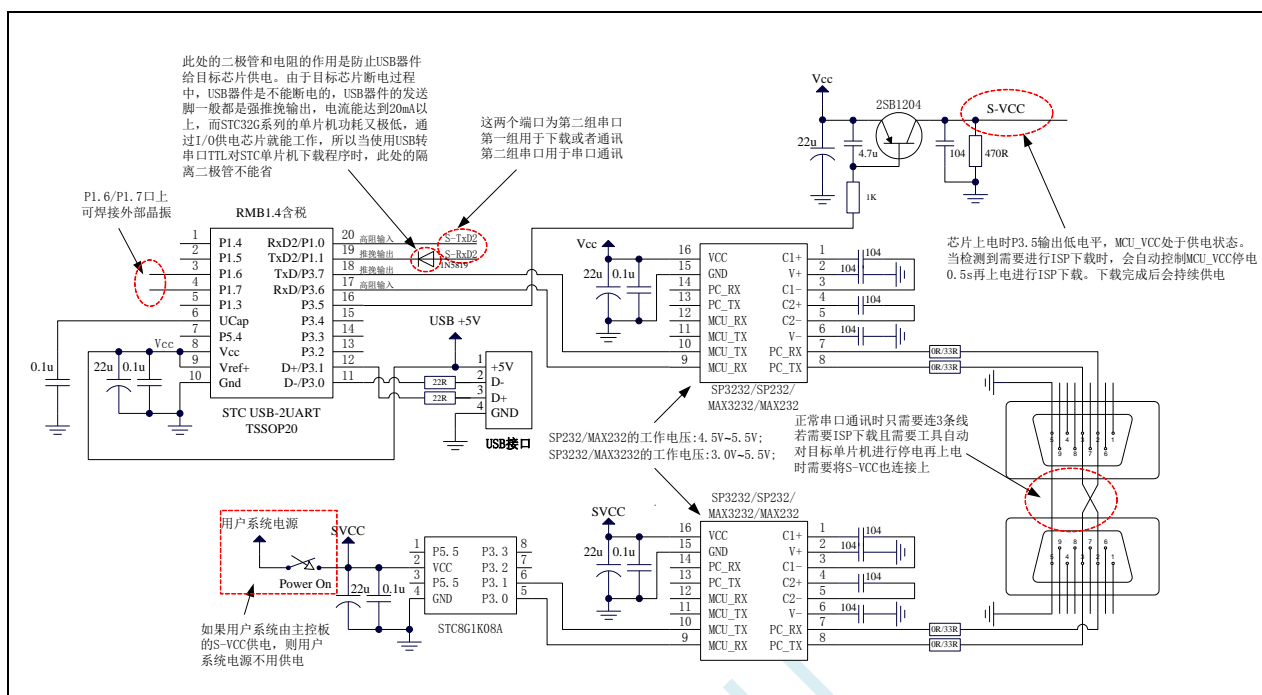 此处的二极管和电阻的作用是防止USB器件
给目标芯片供电。由于目标芯片断电过程
中，USB器件是不能断电的，USB器件的发送
脚一般都是强推挽输出，电流能达到20mA以
上，而STC32G系列的单片机功耗又极低，通
过I/O供电芯片就能工作，所以当使用USB转
串口TTL对STC单片机下载程序时，此处的隔
离二极管不能省
这两个端口为第二组串口
第一组用于下载或者通讯
第二组串口用于串口通讯
P1.6/P1.7口上
可焊接外部晶振
RMB1.4含税
1 P1.4 RxD2/P1.0 20 高阻输入 S-TxD2
2 P1.5 TxD2/P1.1 19 推挽输出 S-RxD2
1N5819
3 P1.6 TxD/P3.7 18 推挽输出
4 P1.7 RxD/P3.6 17 高阻输入
5 P1.3 P3.5 16
6 UCap P3.4 15
7 P5.4 P3.3 14
8 Vcc P3.2 13
9 Vref+ D+/P3.1 12
10 Gnd D-/P3.0 11
STC USB-2UART
TSSOP20
Vcc
0.1u
22u
0.1u
USB +5V
22R
22R
1 +5V
2 D-
3 D+
4 GND
USB接口
Vcc
22u
4.7u
2SB1204
1K
104
470R
S-VCC
芯片上电时P3.5输出低电平，MCU_VCC处于供电状态。
当检测到需要进行ISP下载时，会自动控制MCU_VCC停电
0.5s再上电进行ISP下载。下载完成后会持续供电
Vcc
22u
0.1u
16 VCC C1+ 1
15 GND V+ 2
14 PC_RX C1- 3
13 PC_TX C2+ 4
12 MCU_RX C2- 5
11 MCU_TX V- 6
10 MCU_TX PC_RX 7
9 MCU_RX PC_TX 8
104
104
104
104
0R/33R
0R/33R
SP3232/SP232/
MAX3232/MAX232
SP232/MAX232的工作电压:4.5V~5.5V;
SP3232/MAX3232的工作电压:3.0V~5.5V;
正常串口通讯时只需要连3条线
若需要ISP下载且需要工具自动
对目标单片机进行停电再上电
时需要将S-VCC也连接上
5 4 3 2 1
9 8 7 6
9 8 7 6
5 4 3 2 1
SP3232/SP232/
MAX3232/MAX232
SVCC
22u
0.1u
16 VCC C1+ 1
15 GND V+ 2
14 PC_RX C1- 3
13 PC_TX C2+ 4
12 MCU_RX C2- 5
11 MCU_TX V- 6
10 MCU_TX PC_RX 7
9 MCU_RX PC_TX 8
104
104
104
104
0R/33R
0R/33R
用户系统电源
Power On
SVCC
22u
0.1u
1 P5.5 P3.3 8
2 VCC P3.2 7
3 P5.5 P3.1 6
4 GND P3.0 5
STC8G1K08A
如果用户系统由主控板
的S-VCC供电，则用户
系统电源不用供电